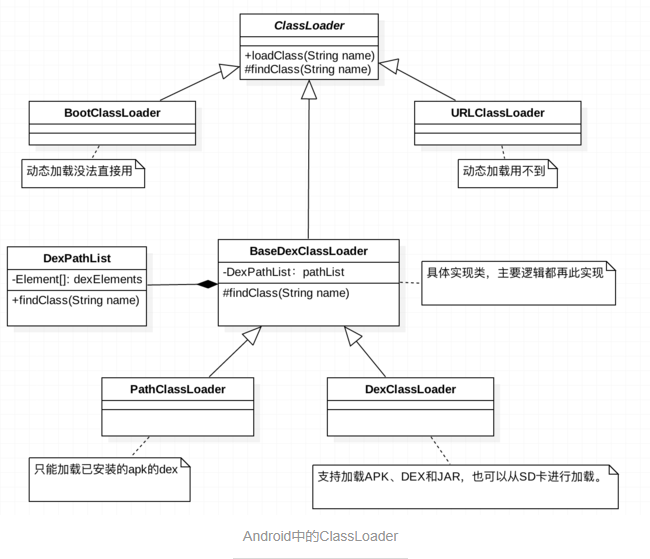 ClassLoader
+loadClass(String name)
#findClass(String name)
BootClassLoader
URLClassLoader
动态加载没法直接用
动态加载用不到
DexPathList
-Element[]: dexElements
+findClass(String name)
BaseDexClassLoader
-DexPathList：pathList
#findClass(String name)
具体实现类，主要逻辑都再此实现
PathClassLoader
DexClassLoader
只能加载已安装的apk的dex
支持加载APK、DEX和JAR，也可以从SD卡进行加载。
Android中的ClassLoader